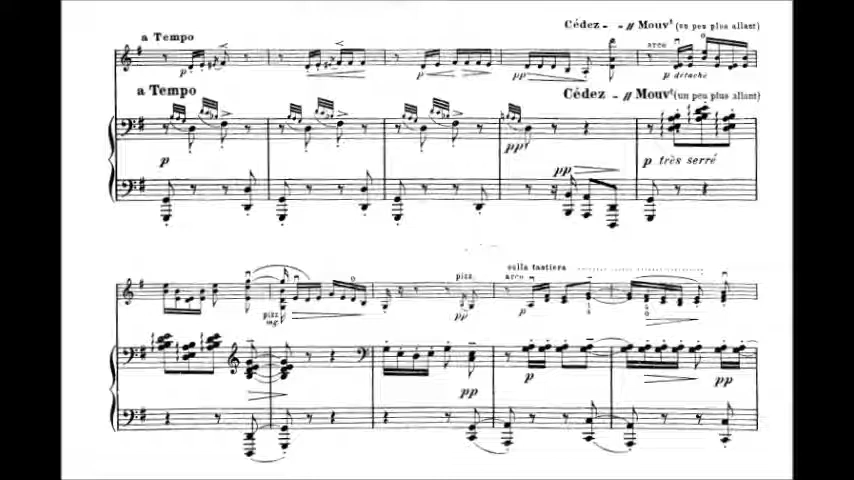 Cédez - - // Mouvt (un peu plus allant)
a Tempo
arco
p
p
pp
p détaché
a Tempo
Cédez - // Mouvt (un peu plus allant)
p
pp
pp
p très serré
sulla tastiera
pizz.
arco
pizz.
pp
p
pp
p
pp